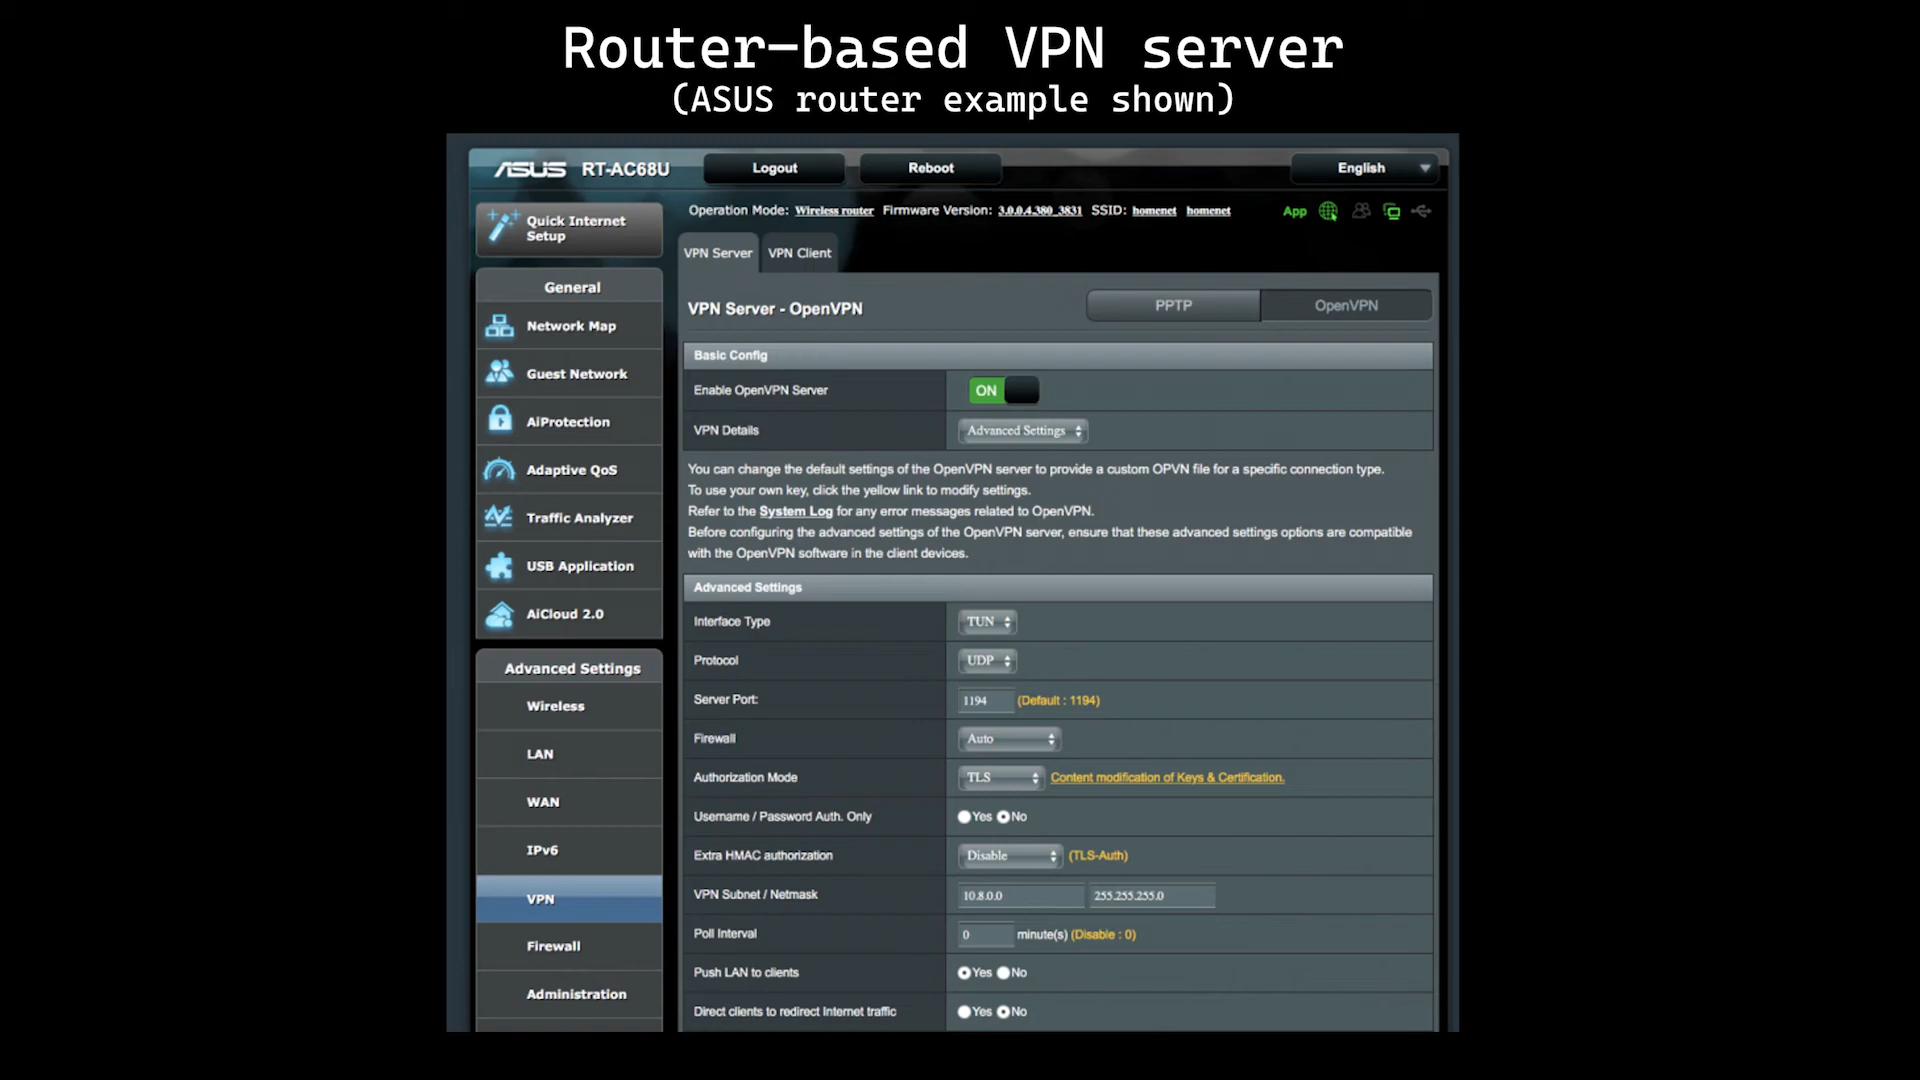 Router-based VPN server
(ASUS router example shown)
ASUS RT-AC68U Logout Reboot English
Operation Mode: Wireless router Firmware Version: 3.0.0.4.380_3831 SSID: homenet homenet App
Quick Internet
Setup
General
Network Map
Guest Network
AiProtection
Adaptive QoS
Traffic Analyzer
USB Application
AiCloud 2.0
Advanced Settings
Wireless
LAN
WAN
IPv6
VPN
Firewall
Administration
VPN Server VPN Client
VPN Server - OpenVPN PPTP OpenVPN
Basic Config
Enable OpenVPN Server ON
VPN Details Advanced Settings
You can change the default settings of the OpenVPN server to provide a custom OPVN file for a specific connection type.
To use your own key, click the yellow link to modify settings.
Refer to the System Log for any error messages related to OpenVPN.
Before configuring the advanced settings of the OpenVPN server, ensure that these advanced settings options are compatible
with the OpenVPN software in the client devices.
Advanced Settings
Interface Type TUN
Protocol UDP
Server Port: 1194 (Default : 1194)
Firewall Auto
Authorization Mode TLS Content modification of Keys & Certification.
Username / Password Auth. Only Yes No
Extra HMAC authorization Disable (TLS-Auth)
VPN Subnet / Netmask 10.8.0.0 255.255.255.0
Poll Interval 0 minute(s) (Disable : 0)
Push LAN to clients Yes No
Direct clients to redirect Internet traffic Yes No